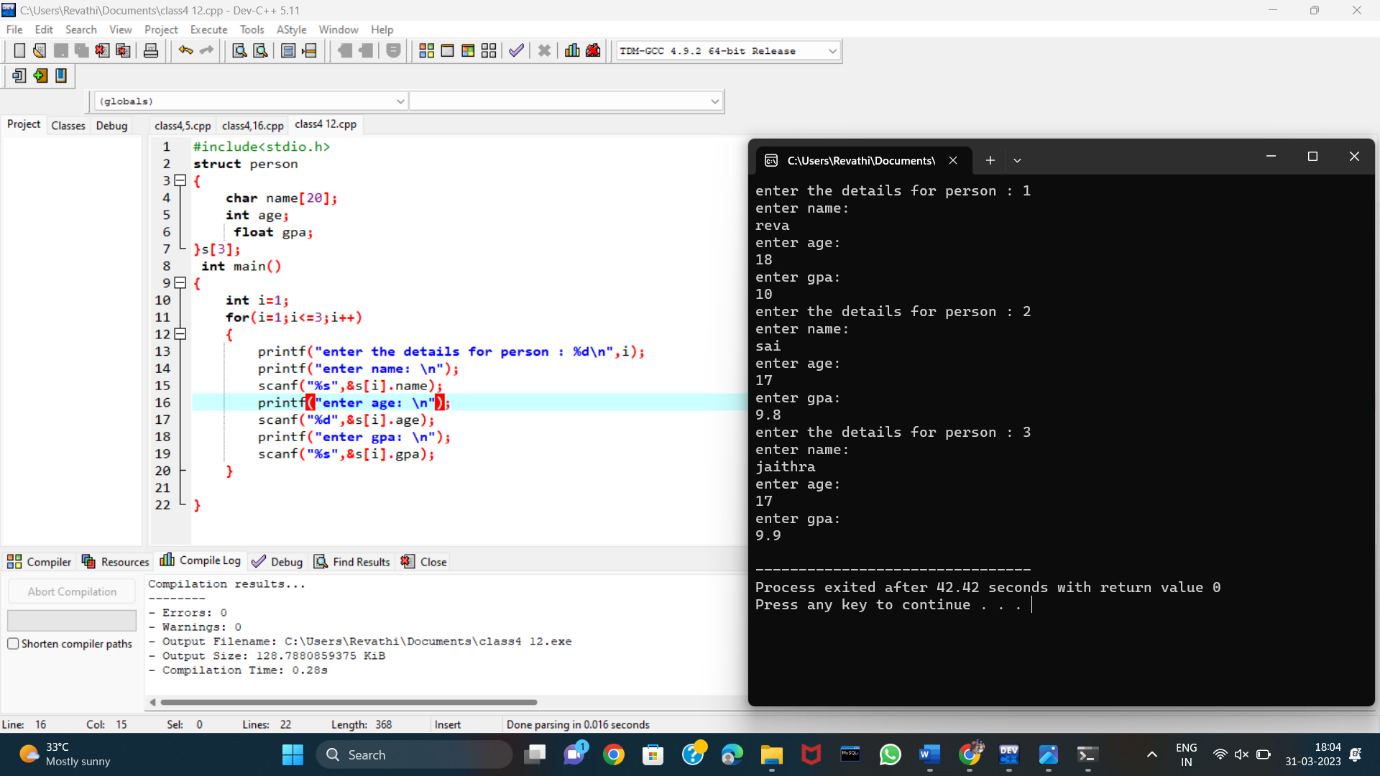 C:\Users\Revathi\Documents\class4 12.cpp - Dev-C++ 5.11
File Edit Search View Project Execute Tools AStyle Window Help
TDM-GCC 4.9.2 64-bit Release
(globals)
Project Classes Debug
class4,5.cpp class4,16.cpp class4 12.cpp
1 #include<stdio.h>
2 struct person
3 {
4 char name[20];
5 int age;
6 float gpa;
7 }s[3];
8 int main()
9 {
10 int i=1;
11 for(i=1;i<=3;i++)
12 {
13 printf("enter the details for person : %d\n",i);
14 printf("enter name: \n");
15 scanf("%s",&s[i].name);
16 printf("enter age: \n");
17 scanf("%d",&s[i].age);
18 printf("enter gpa: \n");
19 scanf("%s",&s[i].gpa);
20 }
21
22 }
C:\Users\Revathi\Documents\
enter the details for person : 1
enter name:
reva
enter age:
18
enter gpa:
10
enter the details for person : 2
enter name:
sai
enter age:
17
enter gpa:
9.8
enter the details for person : 3
enter name:
jaithra
enter age:
17
enter gpa:
9.9
--------------------------------
Process exited after 42.42 seconds with return value 0
Press any key to continue . . .
Compiler Resources Compile Log Debug Find Results Close
Abort Compilation
Shorten compiler paths
Compilation results...
--------
- Errors: 0
- Warnings: 0
- Output Filename: C:\Users\Revathi\Documents\class4 12.exe
- Output Size: 128.7880859375 KiB
- Compilation Time: 0.28s
Line: 16 Col: 15 Sel: 0 Lines: 22 Length: 368 Insert Done parsing in 0.016 seconds
33°C
Mostly sunny
Search
1
MySQL
DEV
ENG
IN
18:04
31-03-2023